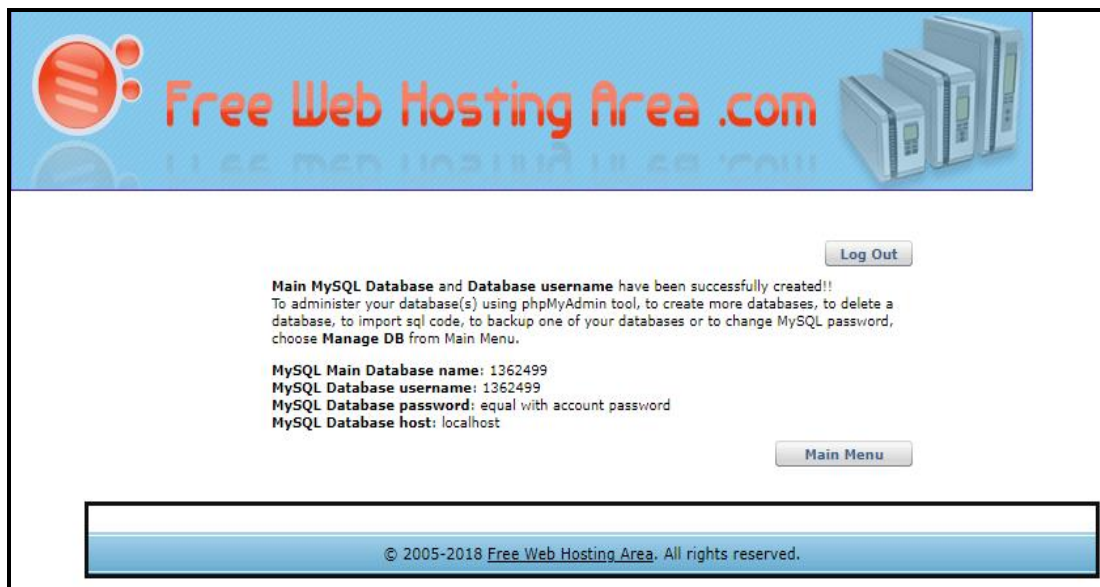 Free Web Hosting Area .com
Log Out
Main MySQL Database and Database username have been successfully created!!
To administer your database(s) using phpMyAdmin tool, to create more databases, to delete a
database, to import sql code, to backup one of your databases or to change MySQL password,
choose Manage DB from Main Menu.
MySQL Main Database name: 1362499
MySQL Database username: 1362499
MySQL Database password: equal with account password
MySQL Database host: localhost
Main Menu
© 2005-2018 Free Web Hosting Area. All rights reserved.